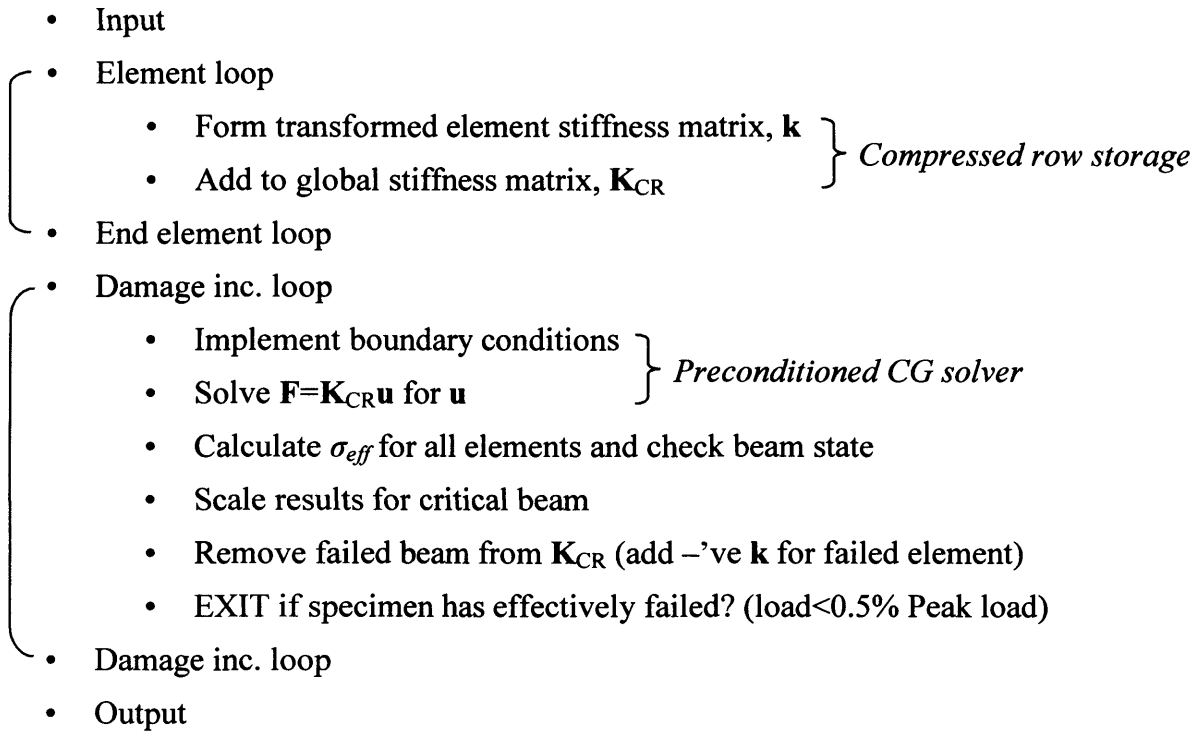 • Input
• Element loop
• Form transformed element stiffness matrix, k
• Add to global stiffness matrix, K_CR
Compressed row storage
• End element loop
• Damage inc. loop
• Implement boundary conditions
• Solve F=K_CRu for u
Preconditioned CG solver
• Calculate σ_eff for all elements and check beam state
• Scale results for critical beam
• Remove failed beam from K_CR (add –’ve k for failed element)
• EXIT if specimen has effectively failed? (load<0.5% Peak load)
• Damage inc. loop
• Output